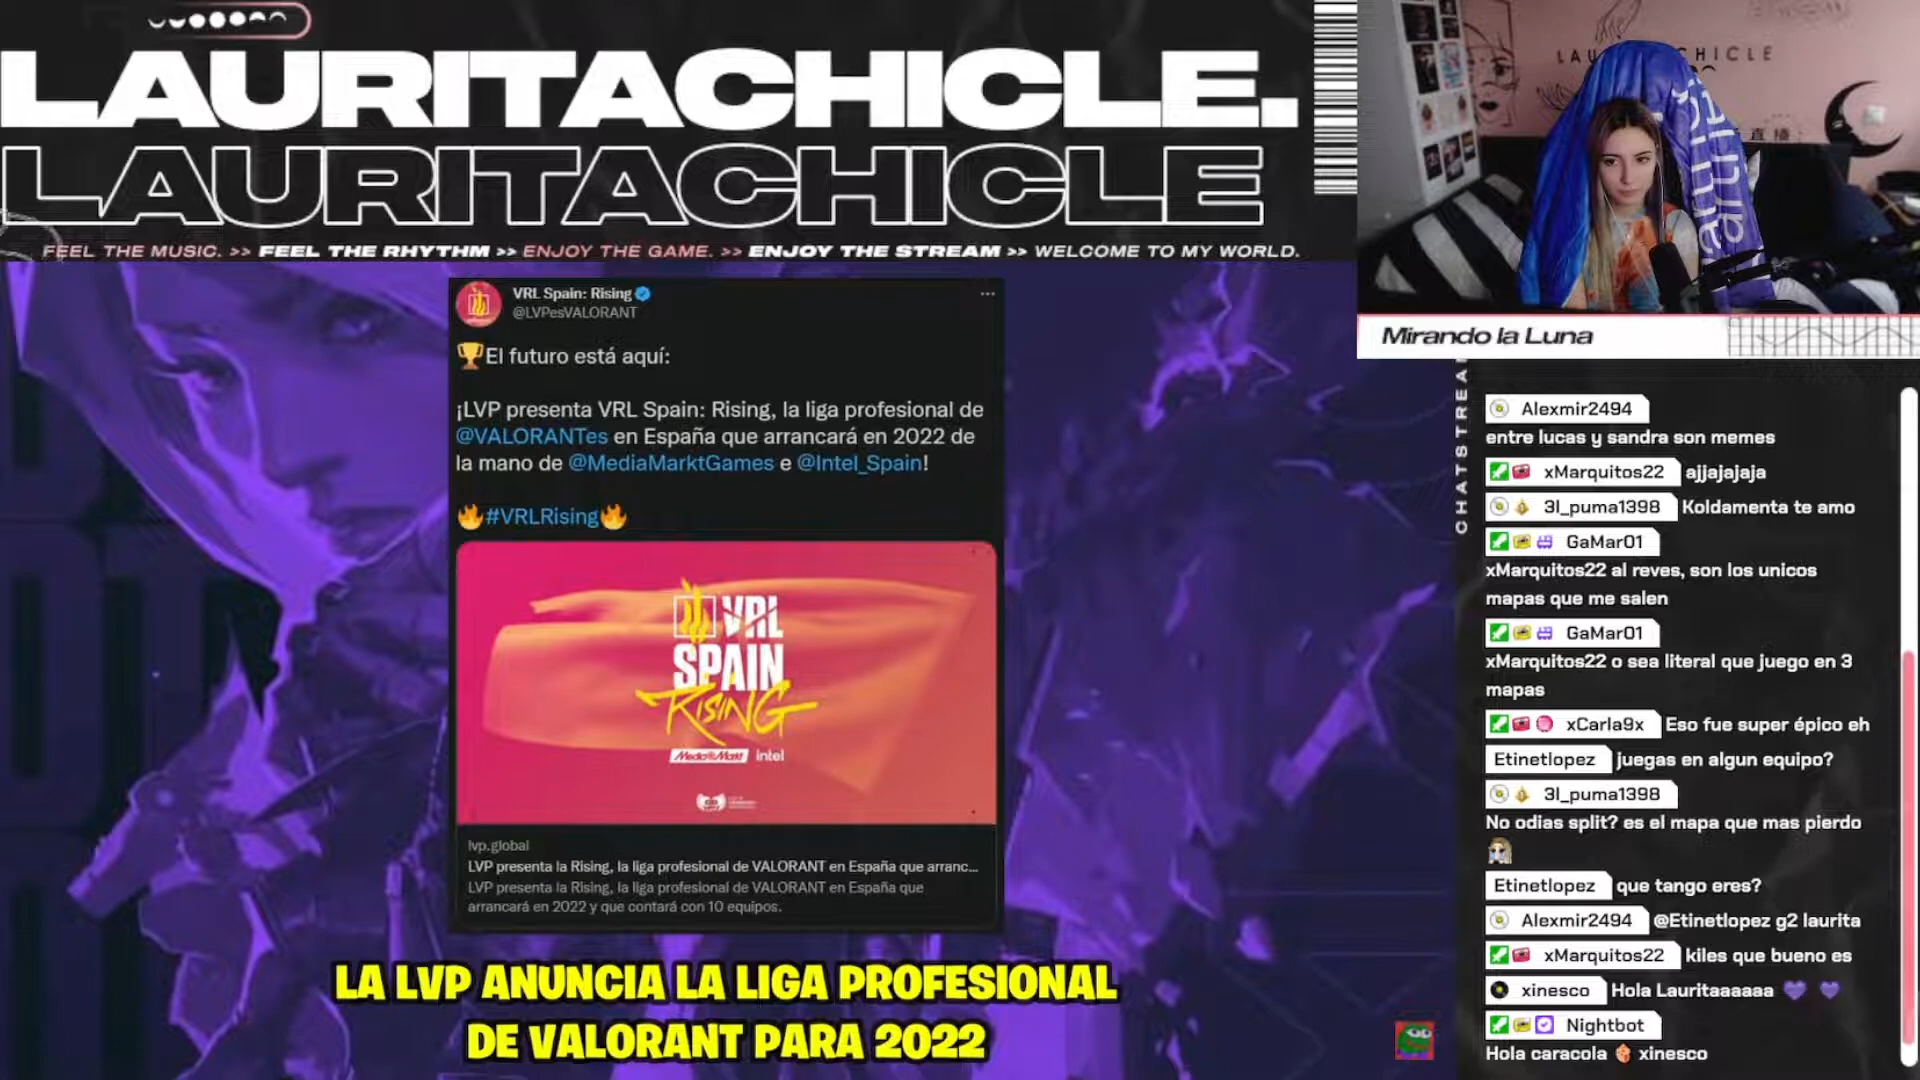 LAURITACHICLE.
LAURITACHICLE
FEEL THE MUSIC. >> FEEL THE RHYTHM >> ENJOY THE GAME. >> ENJOY THE STREAM >> WELCOME TO MY WORLD.
VRL Spain: Rising
@LVPesVALORANT
El futuro está aquí:
¡LVP presenta VRL Spain: Rising, la liga profesional de
@VALORANTes en España que arrancará en 2022 de
la mano de @MediaMarktGames e @Intel_Spain!
#VRLRising
VRL
SPAIN
RISING
MediaMarkt intel
lvp.global
LVP presenta la Rising, la liga profesional de VALORANT en España que arranc...
LVP presenta la Rising, la liga profesional de VALORANT en España que
arrancará en 2022 y que contará con 10 equipos.
LA LVP ANUNCIA LA LIGA PROFESIONAL
DE VALORANT PARA 2022
Mirando la Luna
Alexmir2494
entre lucas y sandra son memes
xMarquitos22 ajjajajaja
3l_puma1398 Koldamenta te amo
GaMar01
xMarquitos22 al reves, son los unicos
mapas que me salen
GaMar01
xMarquitos22 o sea literal que juego en 3
mapas
xCarla9x Eso fue super épico eh
Etinetlopez juegas en algun equipo?
3l_puma1398
No odias split? es el mapa que mas pierdo
Etinetlopez que tango eres?
Alexmir2494 @Etinetlopez g2 laurita
xMarquitos22 kiles que bueno es
xinesco Hola Lauritaaaaaa
Nightbot
Hola caracola xinesco